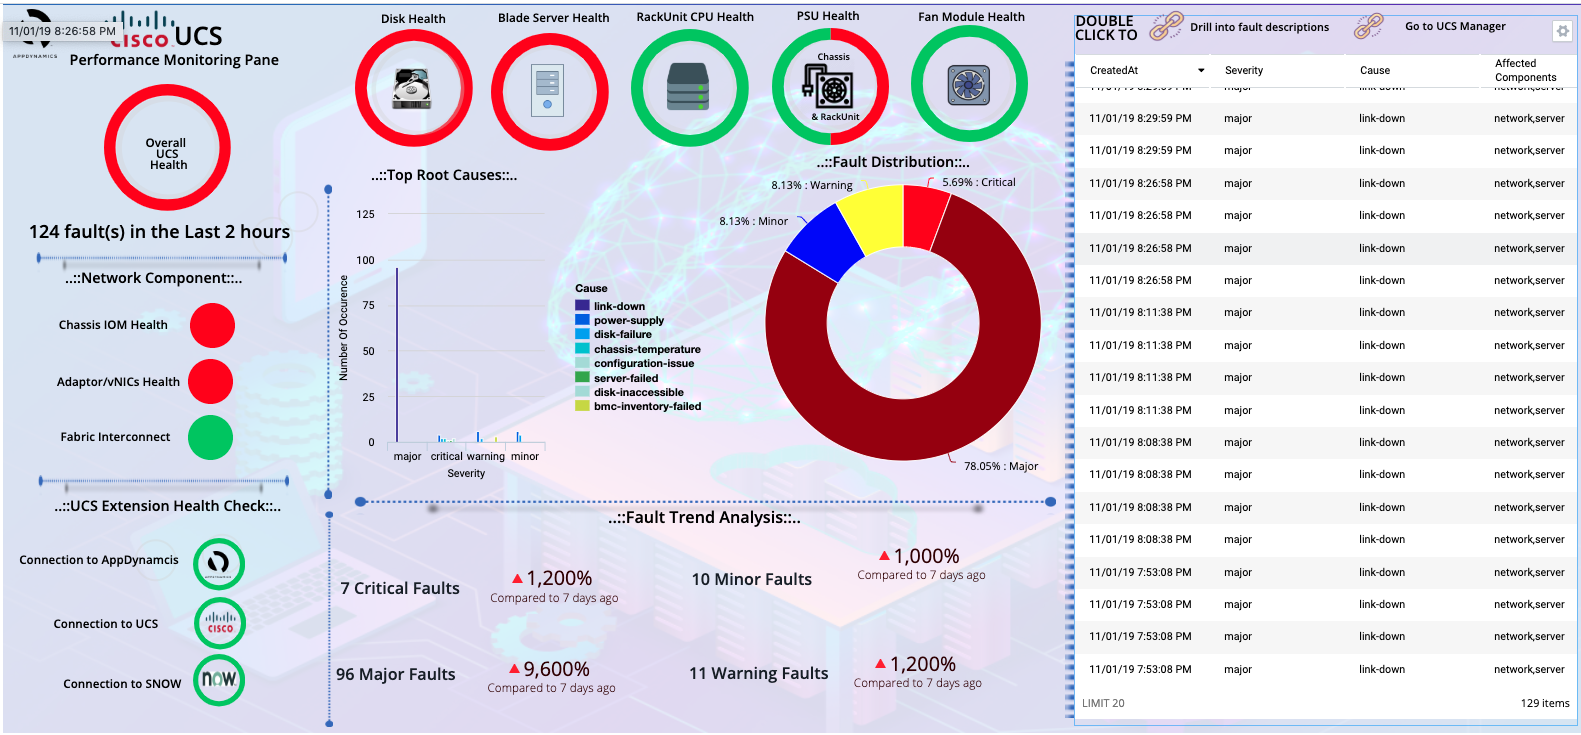 11/01/19 8:26:58 PM
CISCO UCS
APPDYNAMICS
Performance Monitoring Pane
Overall
UCS
Health
124 fault(s) in the Last 2 hours
..::Network Component::..
Chassis IOM Health
Adaptor/vNICs Health
Fabric Interconnect
..::UCS Extension Health Check::..
Connection to AppDynamcis
APPDYNAMICS
Connection to UCS
CISCO
Connection to SNOW
now
Disk Health
Blade Server Health
RackUnit CPU Health
PSU Health
Fan Module Health
Chassis
& RackUnit
..::Top Root Causes::..
Number Of Occurence
125
100
75
50
25
0
major critical warning minor
Severity
Cause
link-down
power-supply
disk-failure
chassis-temperature
configuration-issue
server-failed
disk-inaccessible
bmc-inventory-failed
..::Fault Distribution::..
8.13% : Warning
5.69% : Critical
8.13% : Minor
78.05% : Major
..::Fault Trend Analysis::..
7 Critical Faults
1,200%
Compared to 7 days ago
10 Minor Faults
1,000%
Compared to 7 days ago
96 Major Faults
9,600%
Compared to 7 days ago
11 Warning Faults
1,200%
Compared to 7 days ago
DOUBLE
CLICK TO
Drill into fault descriptions
Go to UCS Manager
CreatedAt Severity Cause Affected
Components
11/01/19 8:29:59 PM major link-down network,server
11/01/19 8:29:59 PM major link-down network,server
11/01/19 8:29:59 PM major link-down network,server
11/01/19 8:26:58 PM major link-down network,server
11/01/19 8:26:58 PM major link-down network,server
11/01/19 8:26:58 PM major link-down network,server
11/01/19 8:26:58 PM major link-down network,server
11/01/19 8:11:38 PM major link-down network,server
11/01/19 8:11:38 PM major link-down network,server
11/01/19 8:11:38 PM major link-down network,server
11/01/19 8:11:38 PM major link-down network,server
11/01/19 8:08:38 PM major link-down network,server
11/01/19 8:08:38 PM major link-down network,server
11/01/19 8:08:38 PM major link-down network,server
11/01/19 8:08:38 PM major link-down network,server
11/01/19 7:53:08 PM major link-down network,server
11/01/19 7:53:08 PM major link-down network,server
11/01/19 7:53:08 PM major link-down network,server
11/01/19 7:53:08 PM major link-down network,server
LIMIT 20
129 items